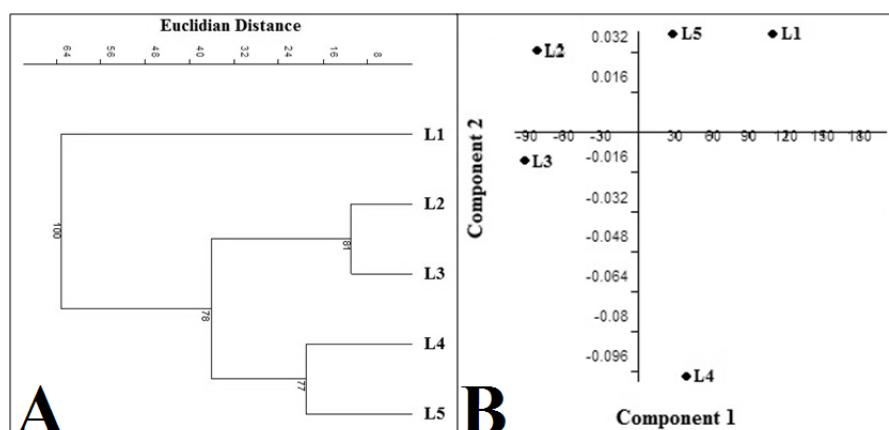 Euclidian Distance
64 56 48 40 32 24 16 8
L1
L2
L3
L4
L5
100
81
78
77
A
0.032
0.016
-0.016
-0.032
-0.048
-0.064
-0.08
-0.096
-90 -60 -30 30 60 90 120 150 180
L2
L5
L1
L3
L4
Component 2
Component 1
B